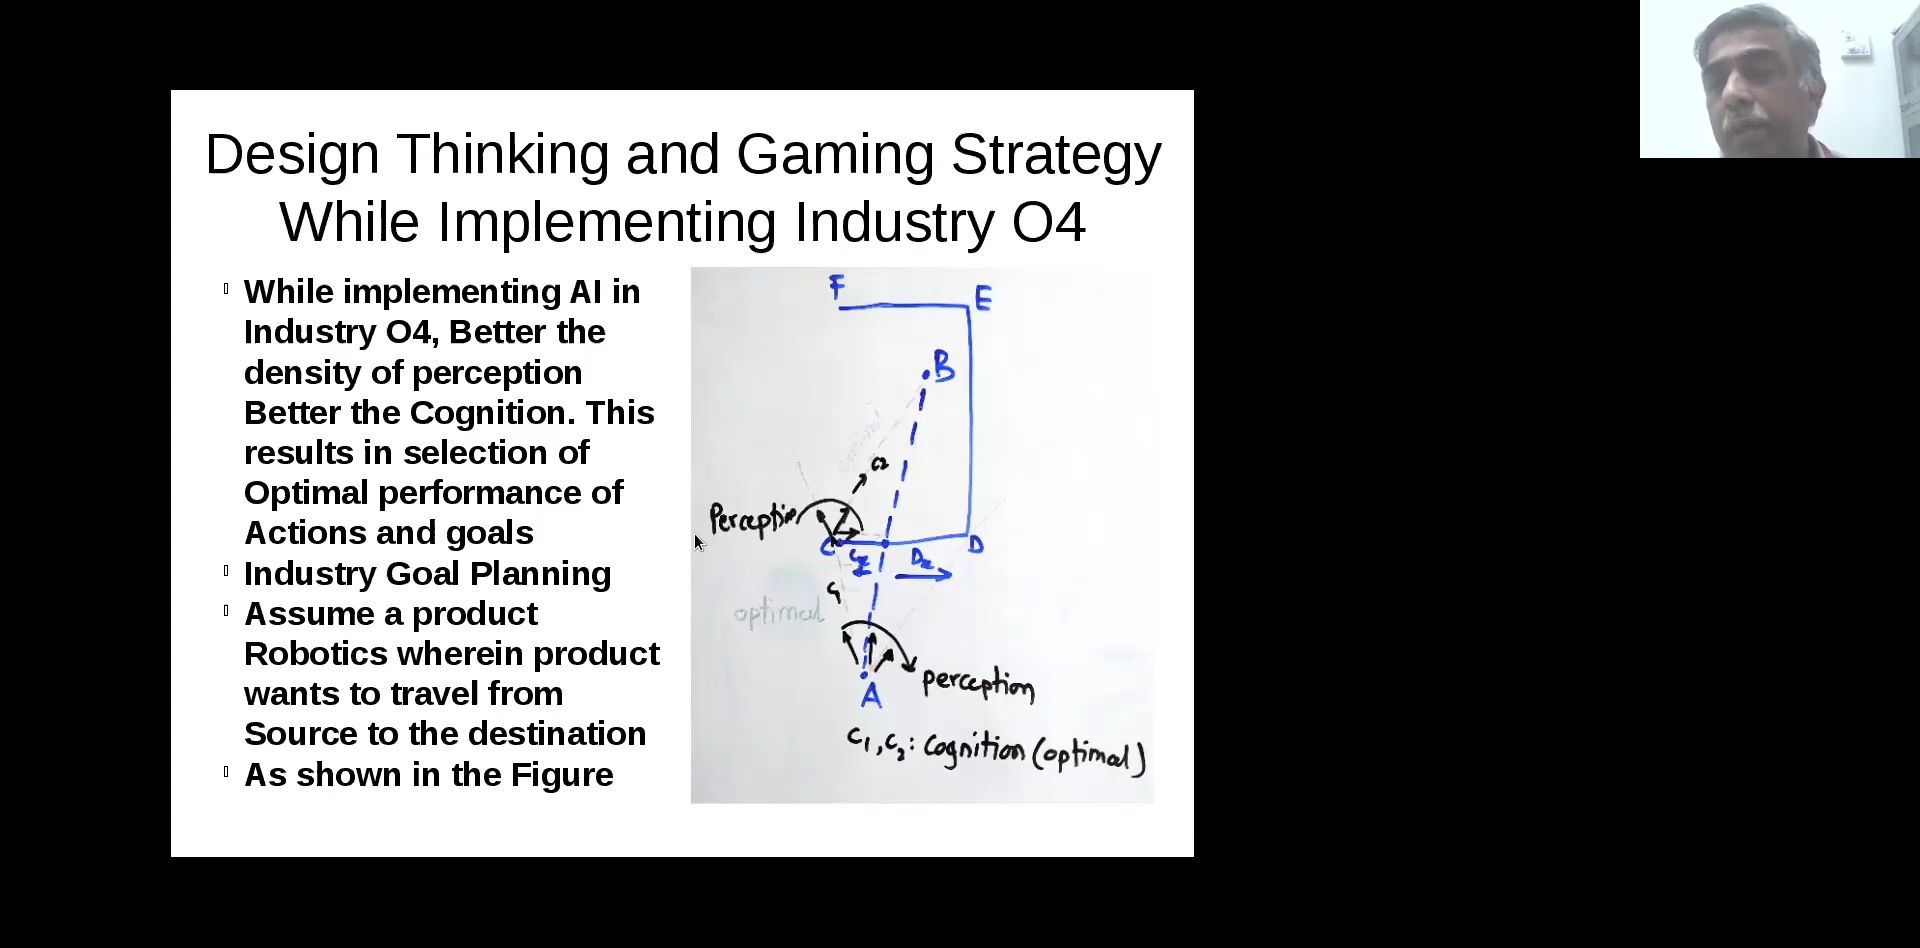 Design Thinking and Gaming Strategy
While Implementing Industry O4
While implementing AI in
Industry O4, Better the
density of perception
Better the Cognition. This
results in selection of
Optimal performance of
Actions and goals
Industry Goal Planning
Assume a product
Robotics wherein product
wants to travel from
Source to the destination
As shown in the Figure
F
E
B
C2
Perception
C
D
Dx
C1
optimal
perception
A
C1, C2: Cognition (optimal)